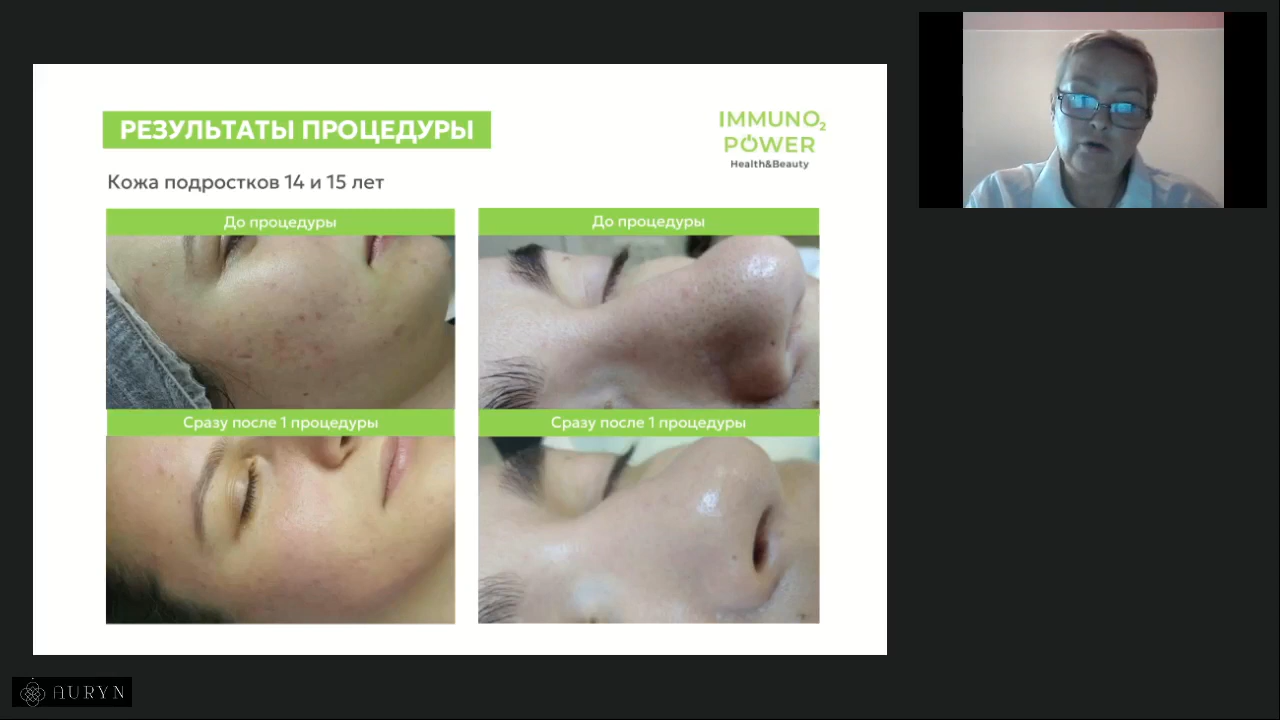 РЕЗУЛЬТАТЫ ПРОЦЕДУРЫ
IMMUNO2
POWER
Health&Beauty
Кожа подростков 14 и 15 лет
До процедуры
До процедуры
Сразу после 1 процедуры
Сразу после 1 процедуры
AURYN